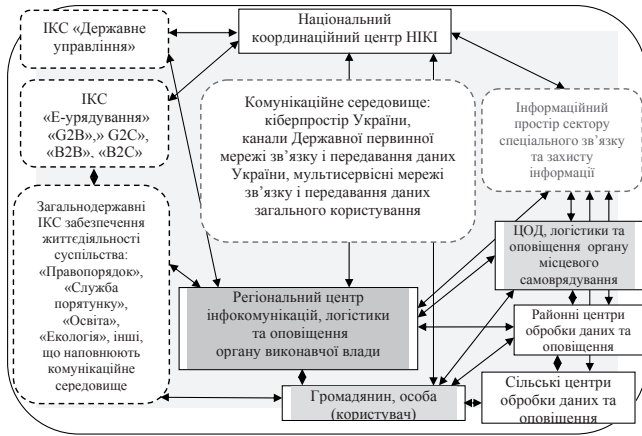 ІКС «Державне
управління»
Національний
координаційний центр НІКІ
ІКС
«Е-урядування»
«G2B»,» G2C»,
«B2B», «B2C»
Комунікаційне середовище:
кіберпростір України,
канали Державної первинної
мережі зв’язку і передавання даних
України, мультисервісні мережі
зв’язку і передавання даних
загального користування
Інформаційний
простір сектору
спеціального зв’язку
та захисту
інформації
Загальнодержавні
ІКС забезпечення
життєдіяльності
суспільства:
«Правопорядок»,
«Служба
порятунку»,
«Освіта»,
«Екологія», інші,
що наповнюють
комунікаційне
середовище
ЦОД, логістики та
оповіщення органу
місцевого
самоврядування
Регіональний центр
інфокомунікацій, логістики
та оповіщення
органу виконавчої влади
Районні центри
обробки даних та
оповіщення
Громадянин, особа
(користувач)
Сільські центри
обробки даних та
оповіщення